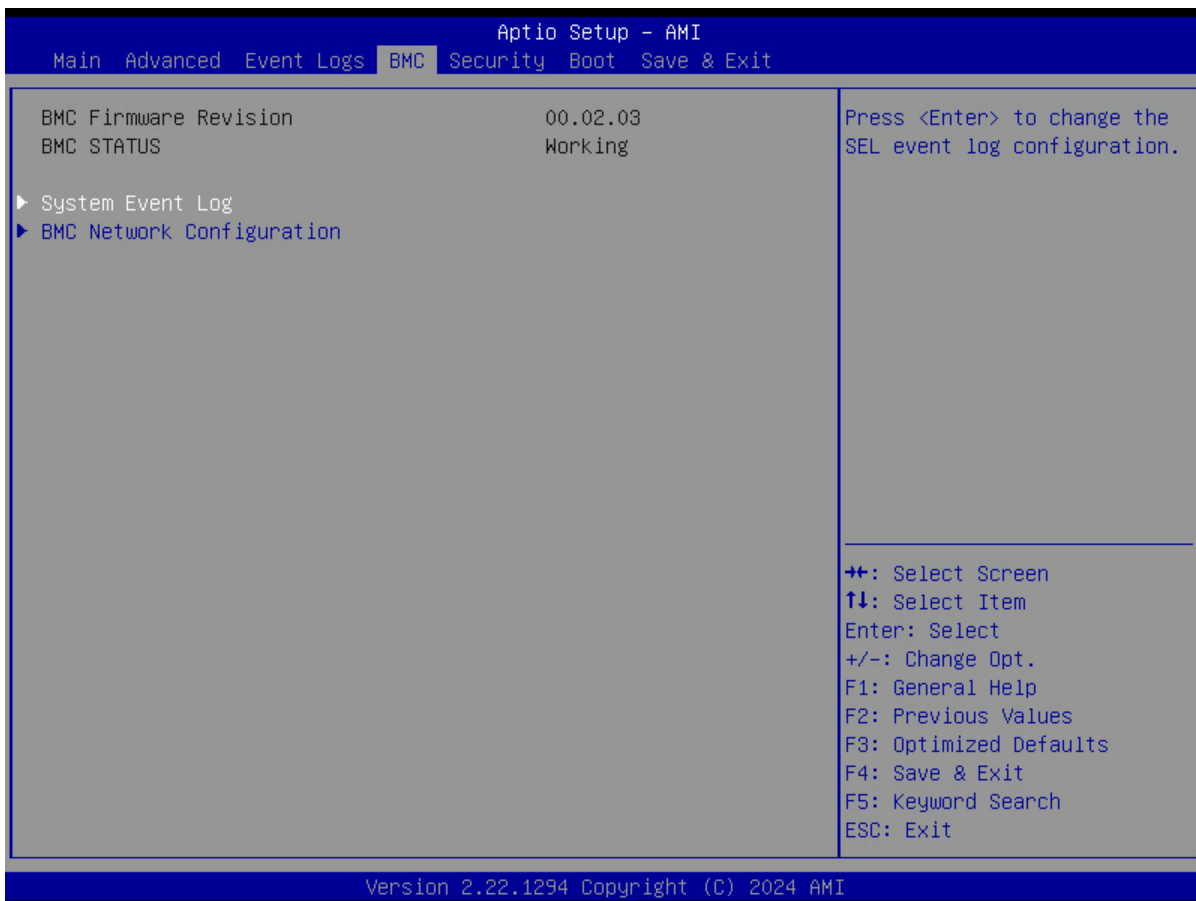 Aptio Setup – AMI
Main Advanced Event Logs BMC Security Boot Save & Exit
BMC Firmware Revision 00.02.03
BMC STATUS Working
System Event Log
BMC Network Configuration
Press <Enter> to change the
SEL event log configuration.
→←: Select Screen
↑↓: Select Item
Enter: Select
+/-: Change Opt.
F1: General Help
F2: Previous Values
F3: Optimized Defaults
F4: Save & Exit
F5: Keyword Search
ESC: Exit
Version 2.22.1294 Copyright (C) 2024 AMI